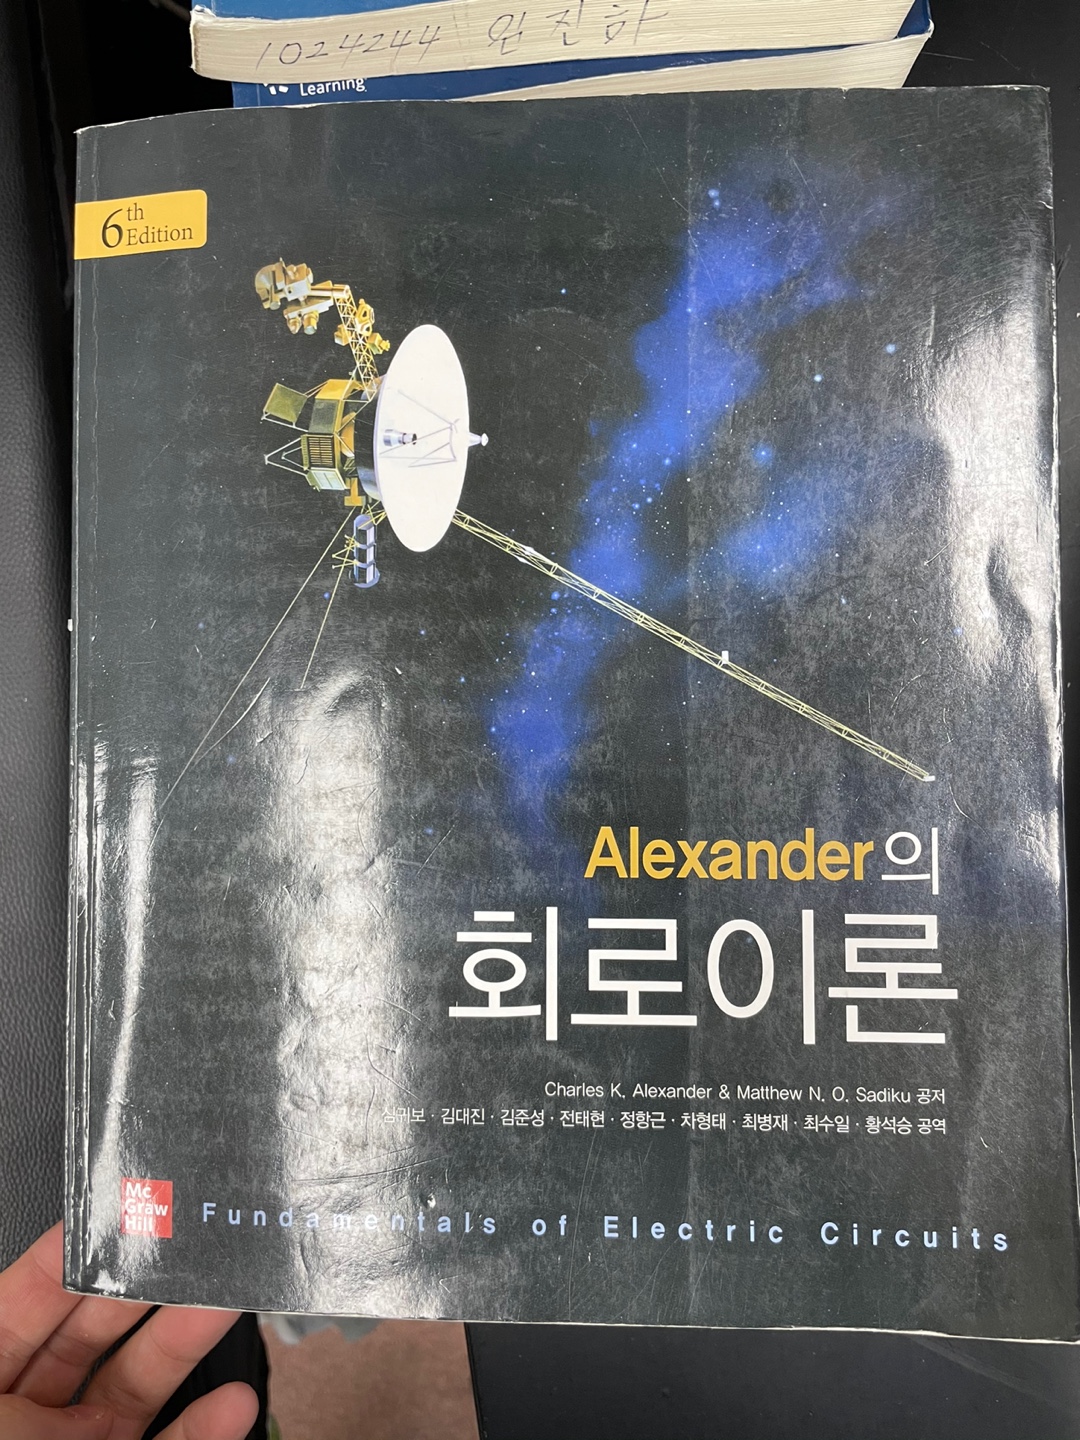 1024244 임진하
Learning
6th
Edition
Alexander의
회로이론
Charles K. Alexander & Matthew N. O. Sadiku 공저
김대진 · 김준성 · 전태현 · 정항근 · 차형태 · 최병재 · 최수일 · 황석승 공역
Mc
Graw
Hill
Fundamentals of Electric Circuits